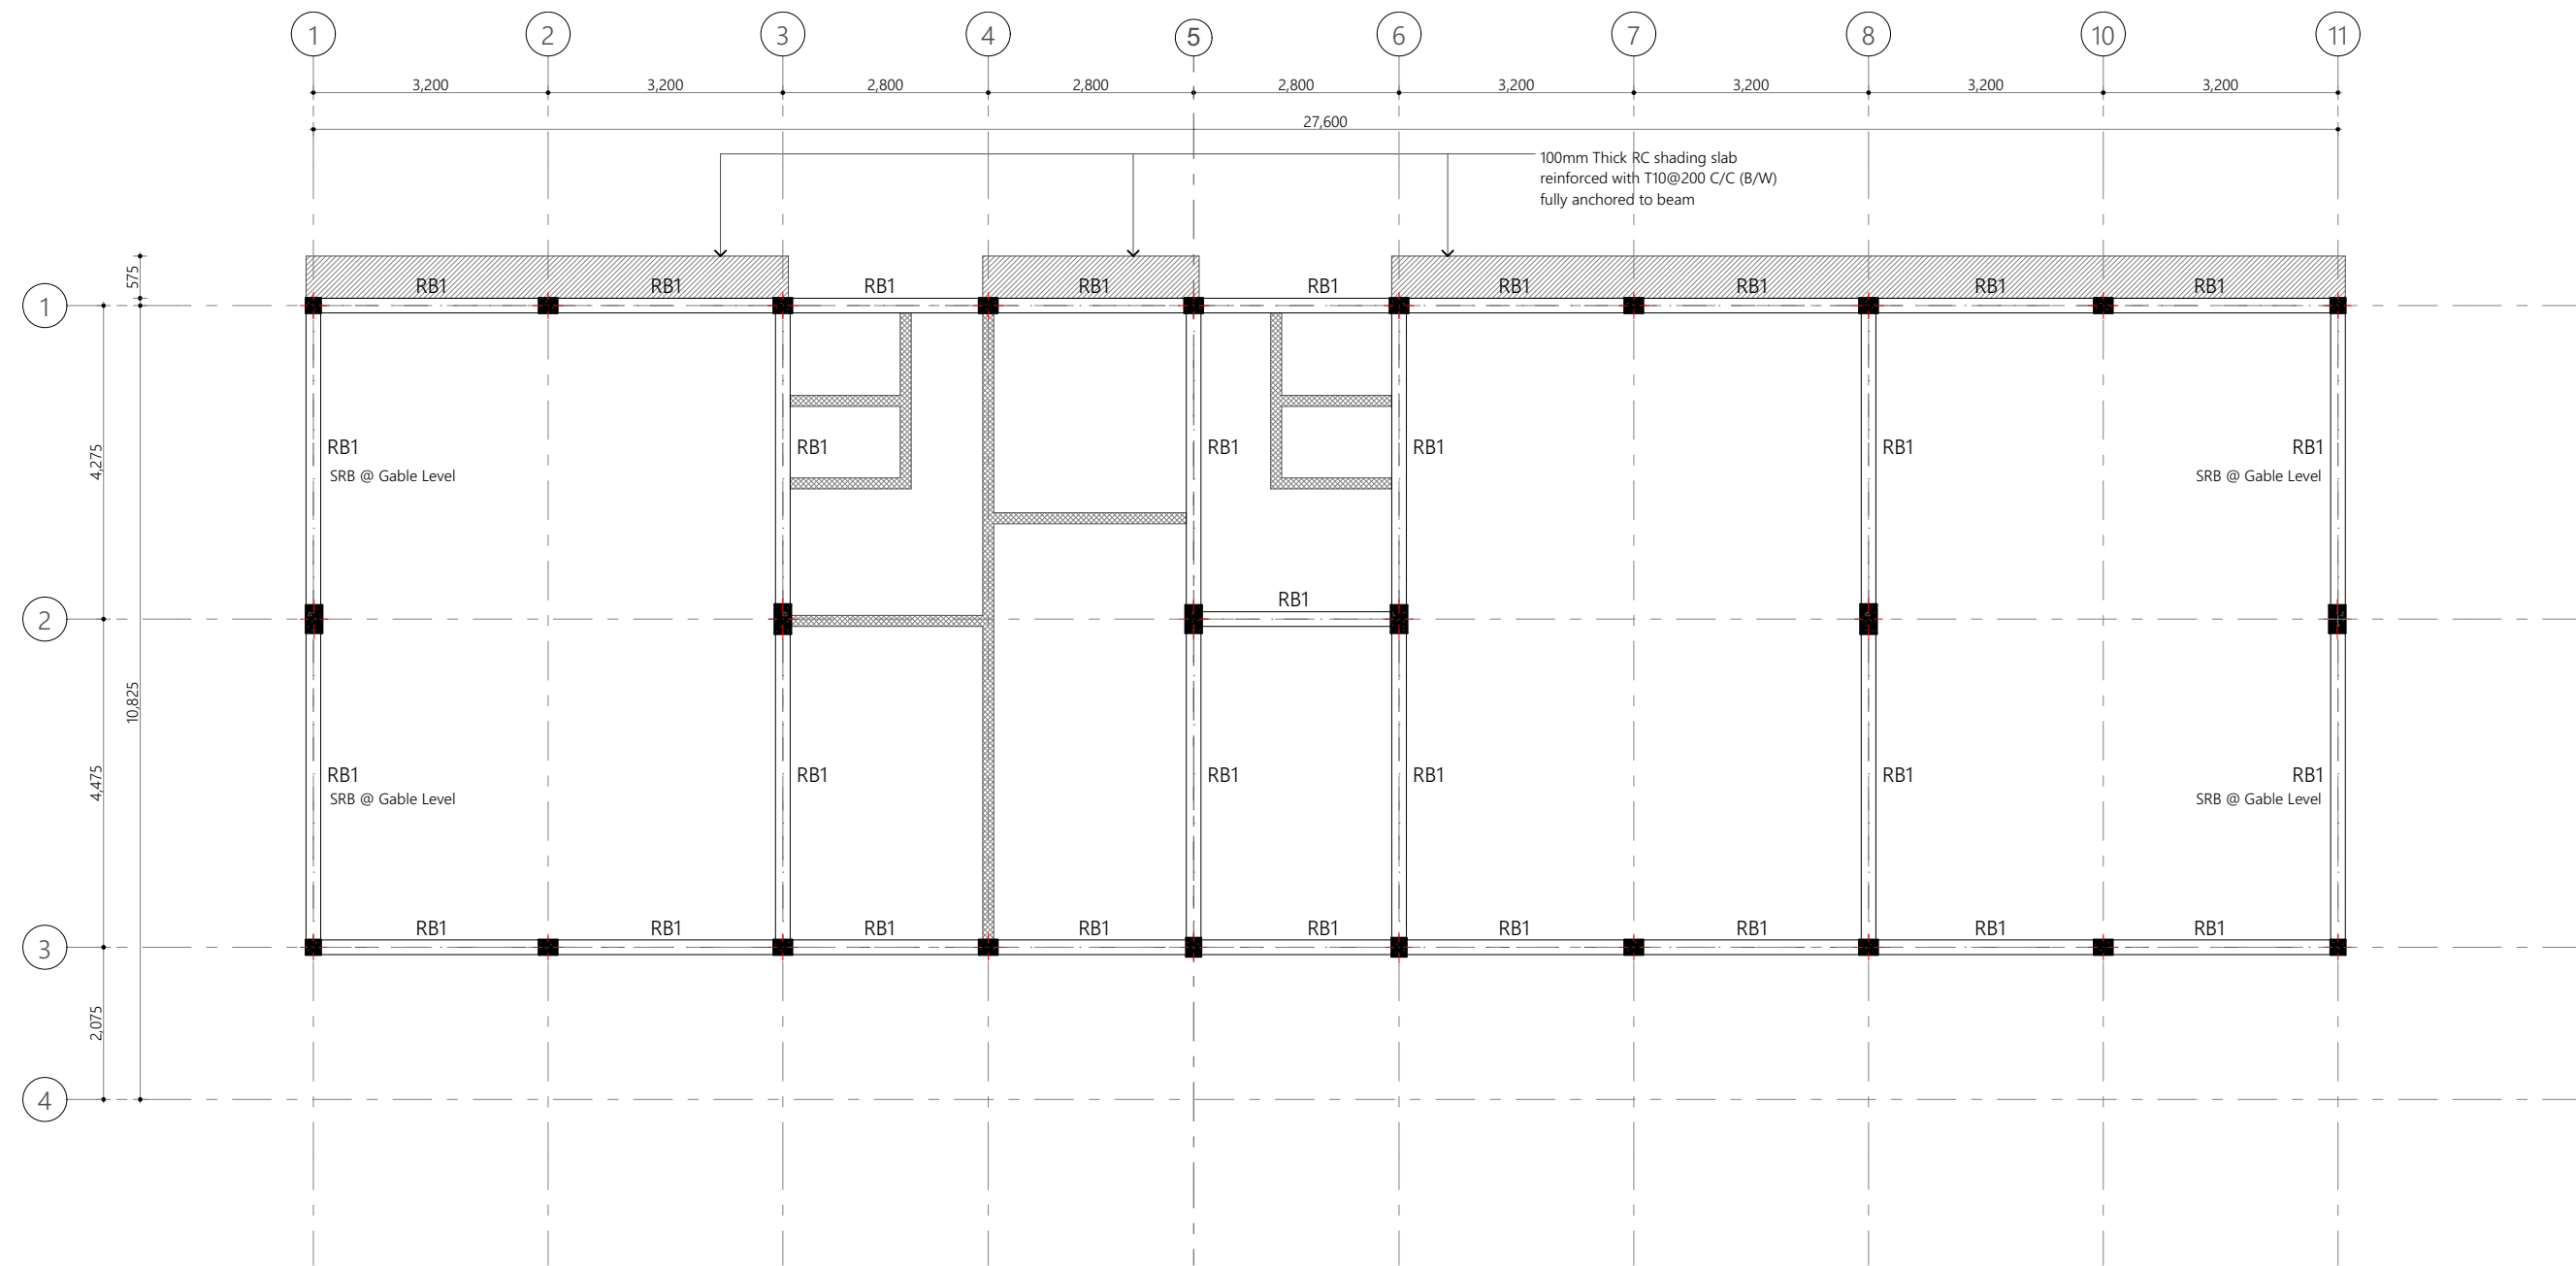 1 2 3 4 5 6 7 8 10 11
3,200 3,200 2,800 2,800 2,800 3,200 3,200 3,200 3,200
27,600
100mm Thick RC shading slab
reinforced with T10@200 C/C (B/W)
fully anchored to beam
575
RB1 RB1 RB1 RB1 RB1 RB1 RB1 RB1 RB1
1
4,275
RB1 RB1 RB1 RB1 RB1 RB1
SRB @ Gable Level SRB @ Gable Level
RB1
2
10,825
4,475
RB1 RB1 RB1 RB1 RB1 RB1
SRB @ Gable Level SRB @ Gable Level
RB1 RB1 RB1 RB1 RB1 RB1 RB1 RB1 RB1
3
2,075
4